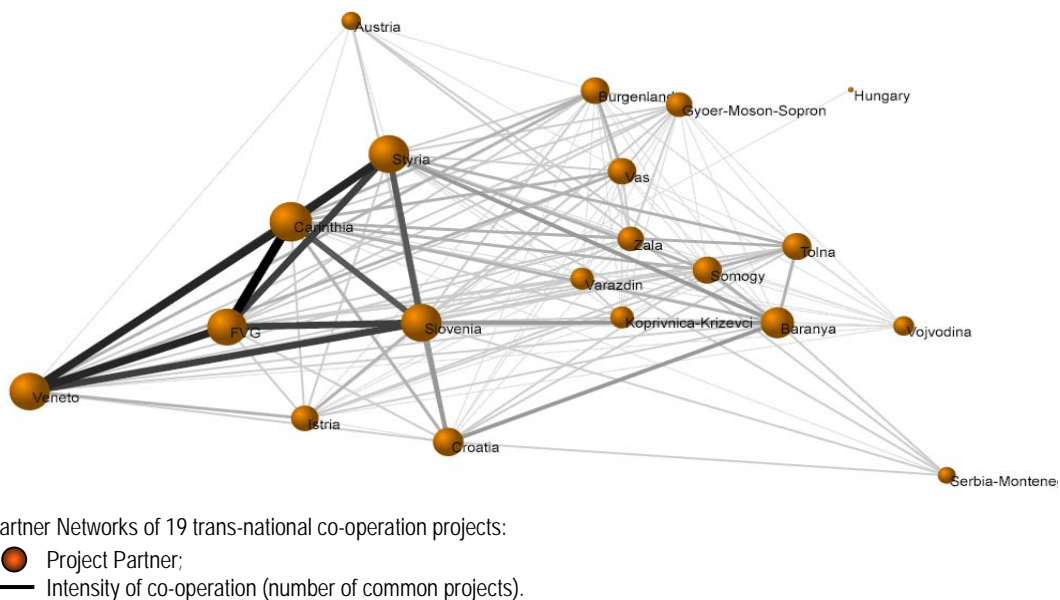 Austria
Burgenland
Gyoer-Moson-Sopron
Hungary
Styria
Vas
Carinthia
Zala
Tolna
Somogy
Varazdin
FVG
Slovenia
Koprivnica-Krizevci
Baranya
Vojvodina
Veneto
Istria
Croatia
Serbia-Monteneg
artner Networks of 19 trans-national co-operation projects:
Project Partner;
Intensity of co-operation (number of common projects).